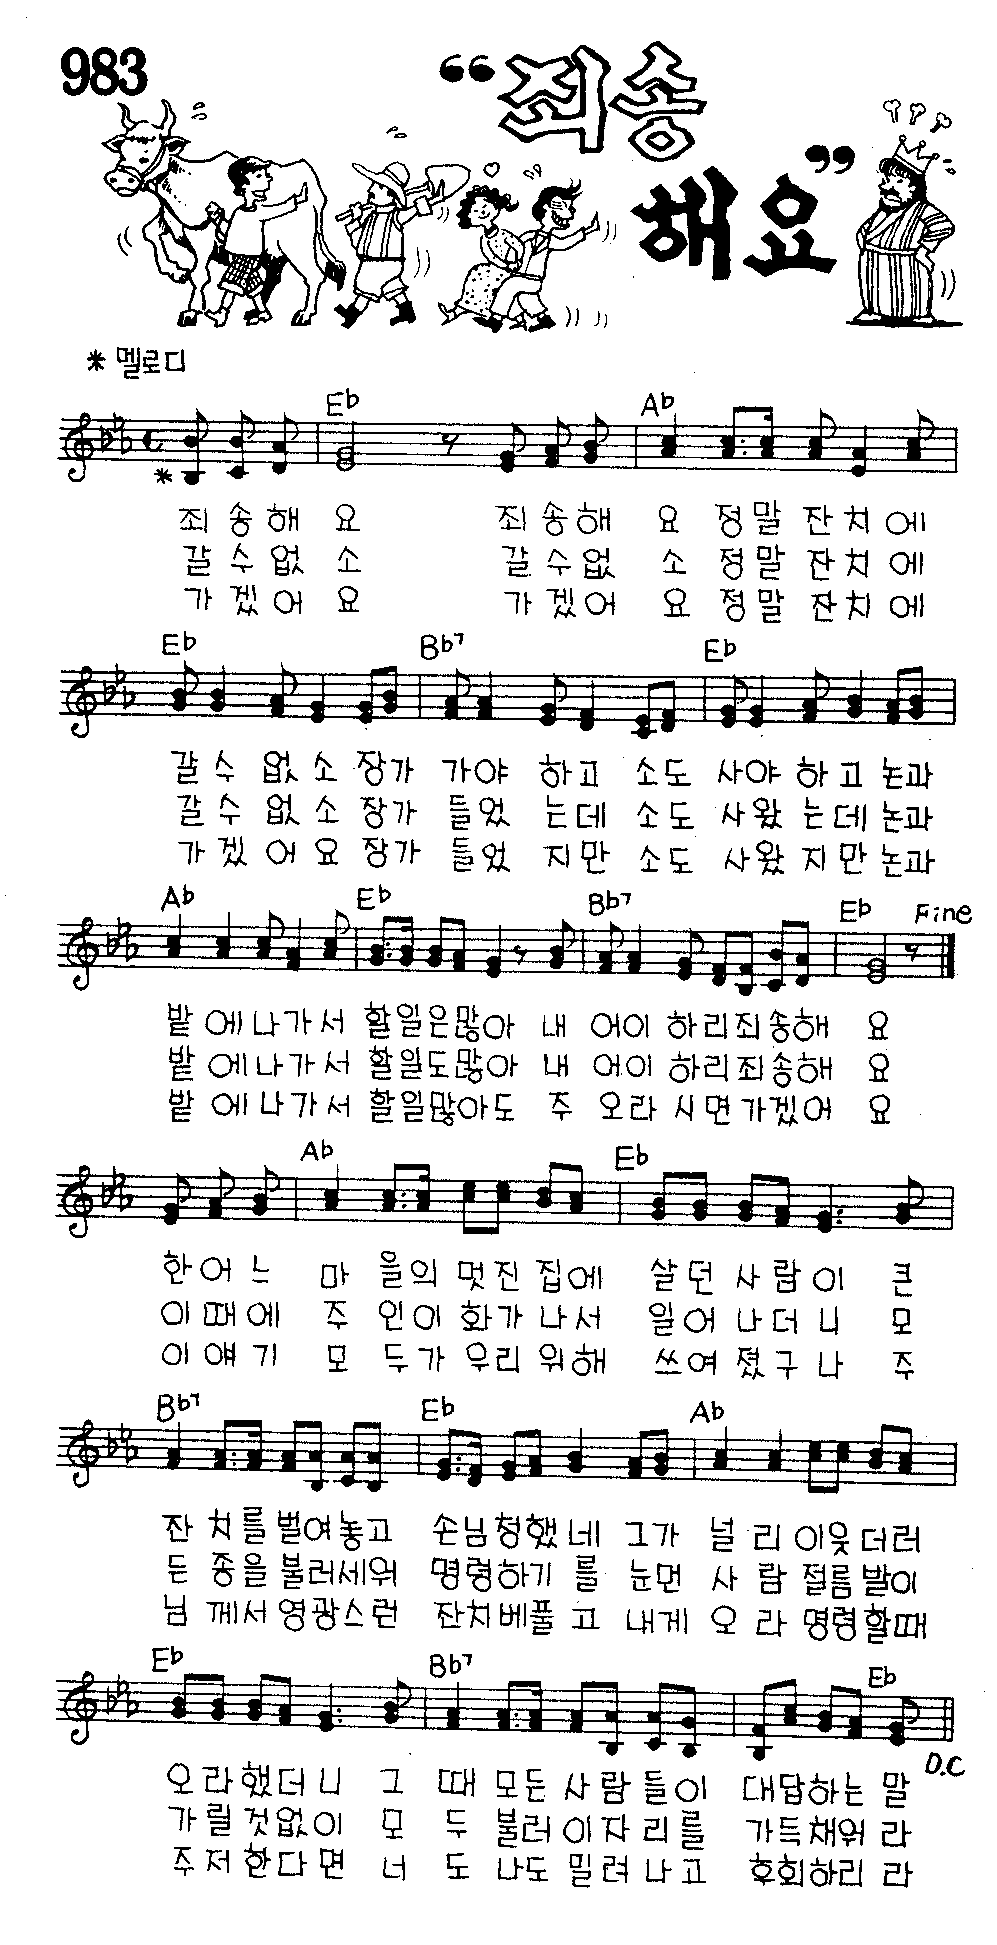 983
“죄송
해요”
* 멜로디
Eb Ab
*
죄 송 해 요 죄 송 해 요 정 말 잔 치 에
갈 수 없 소 갈 수 없 소 정 말 잔 치 에
가 겠 어 요 가 겠 어 요 정 말 잔 치 에
Eb Bb7 Eb
갈 수 없 소 장 가 가 야 하 고 소 도 사 야 하 고 논 과
갈 수 없 소 장 가 들 었 는 데 소 도 사 왔 는 데 논 과
가 겠 어 요 장 가 들 었 지 만 소 도 사 왔 지 만 논 과
Ab Eb Bb7 Eb Fine
밭 에 나 가 서 할 일 은 많 아 내 어 이 하 리 죄 송 해 요
밭 에 나 가 서 할 일 도 많 아 내 어 이 하 리 죄 송 해 요
밭 에 나 가 서 할 일 많 아 도 주 오 라 시 면 가 겠 어 요
Ab Eb
한 어 느 마 을 의 멋 진 집 에 살 던 사 람 이 큰
이 때 에 주 인 이 화 가 나 서 일 어 나 더 니 모
이 얘 기 모 두 가 우 리 위 해 쓰 여 졌 구 나 주
Bb7 Eb Ab
잔 치 를 벌 여 놓 고 손 님 청 했 네 그 가 널 리 이 웃 더 러
든 종 을 불 러 세 워 명 령 하 기 를 눈 먼 사 람 절 름 발 이
님 께 서 영 광 스 런 잔 치 베 풀 고 내 게 오 라 명 령 할 때
Eb Bb7 Eb
D.C
오 라 했 더 니 그 때 모 든 사 람 들 이 대 답 하 는 말
가 릴 것 없 이 모 두 불 러 이 자 리 를 가 득 채 워 라
주 저 한 다 면 너 도 나 도 밀 려 나 고 후 회 하 리 라